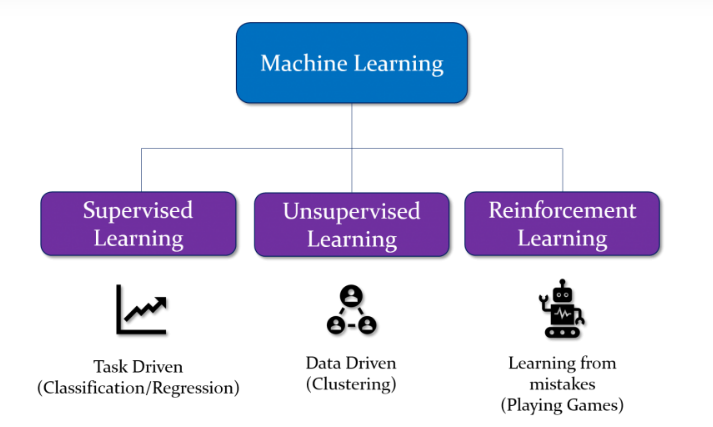 Machine Learning
Supervised
Learning
Unsupervised
Learning
Reinforcement
Learning
Task Driven
(Classification/Regression)
Data Driven
(Clustering)
Learning from
mistakes
(Playing Games)